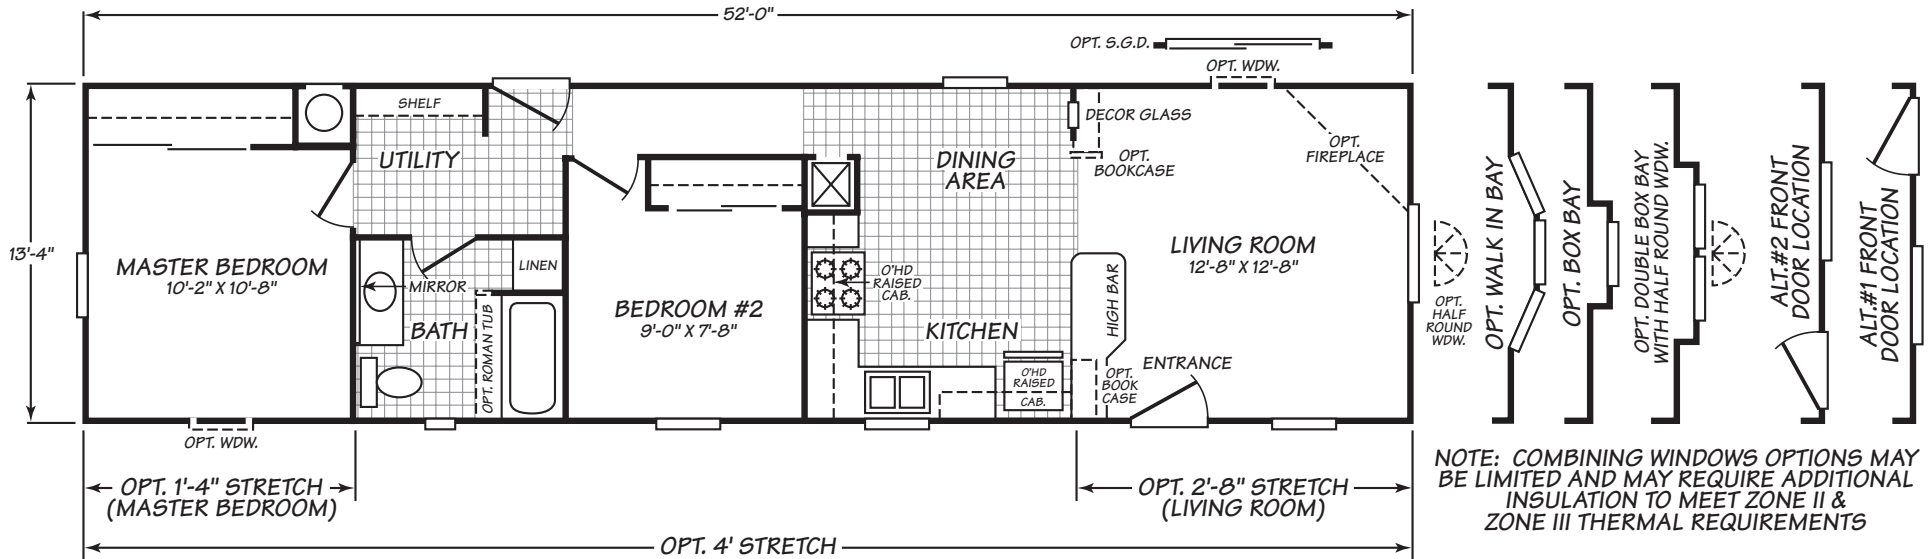 52'-0"
OPT. S.G.D.
OPT. WDW.
SHELF
DECOR GLASS
UTILITY
DINING
AREA
OPT.
BOOKCASE
OPT.
FIREPLACE
13'-4"
MASTER BEDROOM
10'-2" X 10'-8"
MIRROR
LINEN
BATH
OPT. ROMAN TUB
BEDROOM #2
9'-0" X 7'-8"
O'HD
RAISED
CAB.
KITCHEN
HIGH BAR
LIVING ROOM
12'-8" X 12'-8"
ENTRANCE
O'HD
RAISED
CAB.
OPT.
BOOK
CASE
OPT. WDW.
OPT.
HALF
ROUND
WDW.
OPT. WALK IN BAY
OPT. BOX BAY
OPT. DOUBLE BOX BAY
WITH HALF ROUND WDW.
ALT.#2 FRONT
DOOR LOCATION
ALT.#1 FRONT
DOOR LOCATION
OPT. 1'-4" STRETCH
(MASTER BEDROOM)
OPT. 2'-8" STRETCH
(LIVING ROOM)
OPT. 4' STRETCH
NOTE: COMBINING WINDOWS OPTIONS MAY
BE LIMITED AND MAY REQUIRE ADDITIONAL
INSULATION TO MEET ZONE II &
ZONE III THERMAL REQUIREMENTS